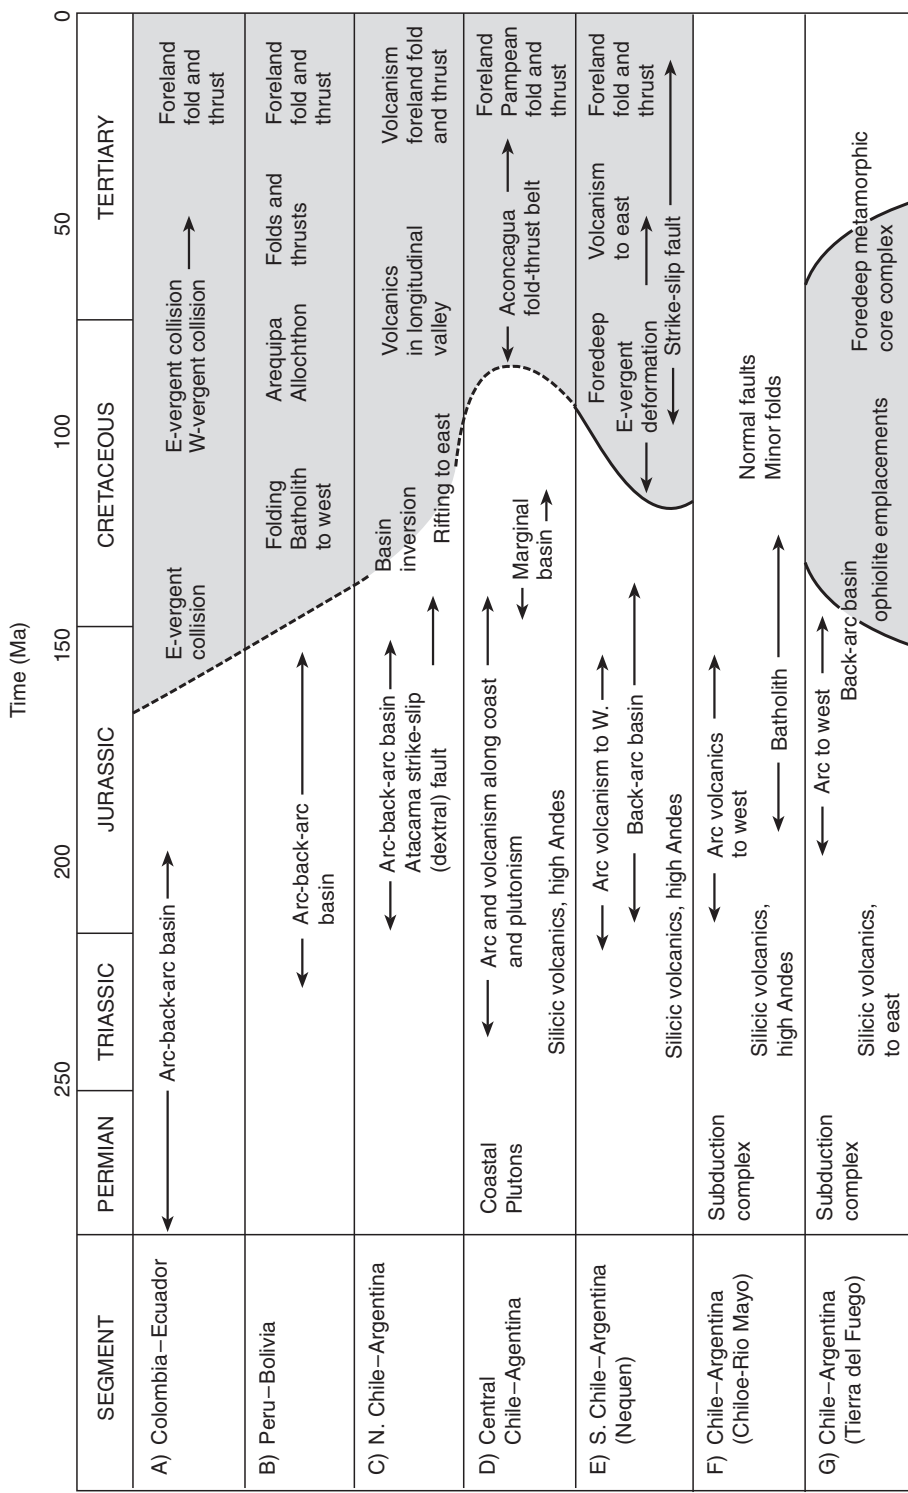 Time (Ma)
250
200
150
100
50
0
SEGMENT
PERMIAN
TRIASSIC
JURASSIC
CRETACEOUS
TERTIARY
A) Colombia–Ecuador
Arc-back-arc basin
E-vergent
collision
E-vergent collision
W-vergent collision
Foreland
fold and
thrust
B) Peru–Bolivia
Arc-back-arc
basin
Folding
Batholith
to west
Arequipa
Allochthon
Folds and
thrusts
Foreland
fold and
thrust
C) N. Chile–Argentina
Arc-back-arc basin
Atacama strike-slip
(dextral) fault
Basin
inversion
Rifting to east
Volcanics
in longitudinal
valley
Volcanism
foreland fold
and thrust
D) Central
Chile–Agentina
Coastal
Plutons
Arc and volcanism along coast
and plutonism
Silicic volcanics, high Andes
Marginal
basin
Aconcagua
fold-thrust belt
Foreland
Pampean
fold and
thrust
E) S. Chile–Argentina
(Nequen)
Arc volcanism to W.
Back-arc basin
Silicic volcanics, high Andes
Foredeep
E-vergent
deformation
Strike-slip fault
Volcanism
to east
Foreland
fold and
thrust
F) Chile–Argentina
(Chiloe-Rio Mayo)
Subduction
complex
Silicic volcanics,
high Andes
Arc volcanics
to west
Batholith
Normal faults
Minor folds
G) Chile–Argentina
(Tierra del Fuego)
Subduction
complex
Silicic volcanics,
to east
Arc to west
Back-arc basin
ophiolite emplacements
Foredeep metamorphic
core complex